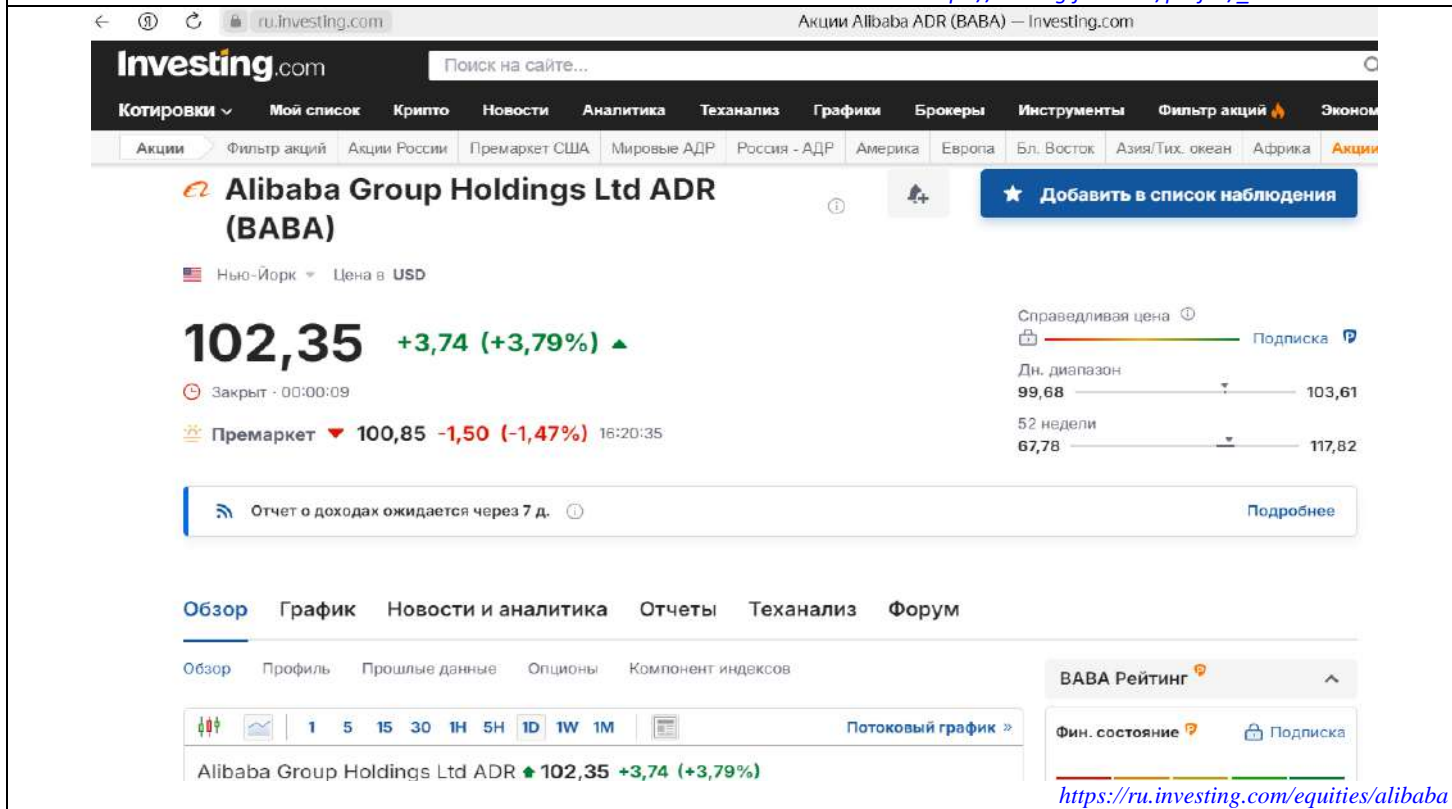 ru.investing.com
Акции Alibaba ADR (BABA) — Investing.com
Investing.com
Поиск на сайте...
Котировки Мой список Крипто Новости Аналитика Теханализ Графики Брокеры Инструменты Фильтр акций Эконом
Акции Фильтр акций Акции России Премаркет США Мировые АДР Россия - АДР Америка Европа Бл. Восток Азия/Тих. океан Африка Акции
Alibaba Group Holdings Ltd ADR
(BABA)
Добавить в список наблюдения
Нью-Йорк Цена в USD
102,35 +3,74 (+3,79%)
Закрыт · 00:00:09
Премаркет 100,85 -1,50 (-1,47%) 16:20:35
Справедливая цена
Подписка
Дн. диапазон
99,68 103,61
52 недели
67,78 117,82
Отчет о доходах ожидается через 7 д.
Подробнее
Обзор График Новости и аналитика Отчеты Теханализ Форум
Обзор Профиль Прошлые данные Опционы Компонент индексов
BABA Рейтинг
1 5 15 30 1H 5H 1D 1W 1M Потоковый график »
Фин. состояние Подписка
Alibaba Group Holdings Ltd ADR 102,35 +3,74 (+3,79%)
https://ru.investing.com/equities/alibaba